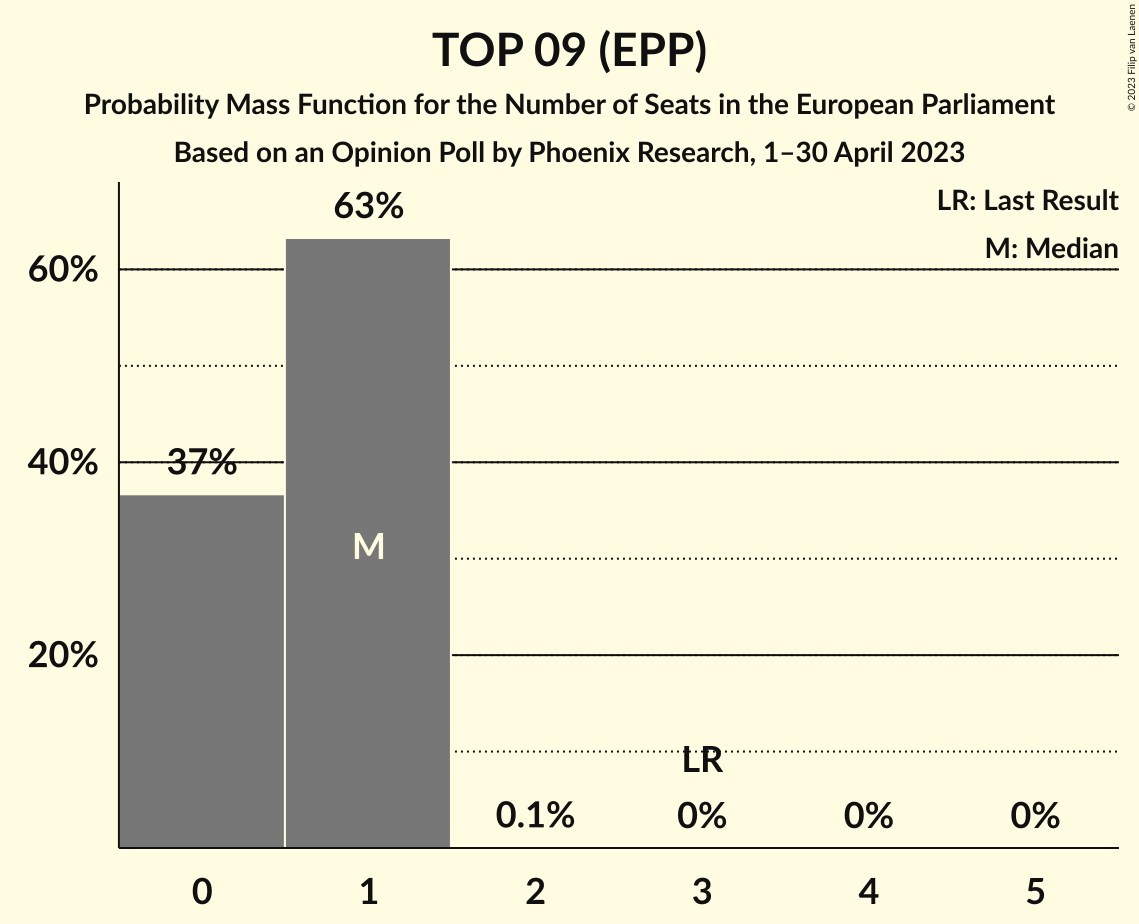 TOP 09 (EPP)
Probability Mass Function for the Number of Seats in the European Parliament
Based on an Opinion Poll by Phoenix Research, 1–30 April 2023
© 2023 Filip van Laenen
LR: Last Result
M: Median
63%
60%
40%
37%
M
20%
LR
0.1%
0%
0%
0%
0
1
2
3
4
5